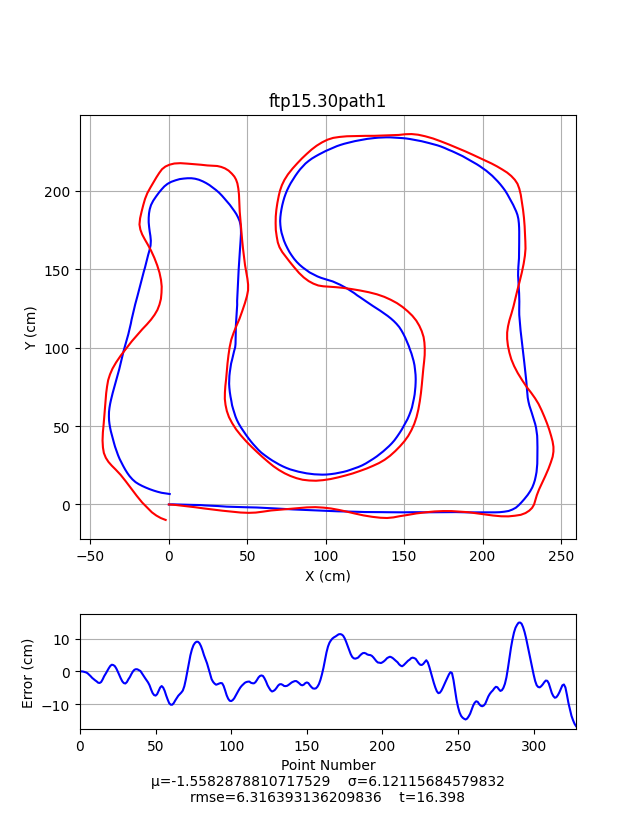 ftp15.30path1
200
150
100
50
0
Y (cm)
−50 0 50 100 150 200 250
X (cm)
10
0
−10
Error (cm)
0 50 100 150 200 250 300
Point Number
μ=-1.5582878810717529 σ=6.12115684579832
rmse=6.316393136209836 t=16.398